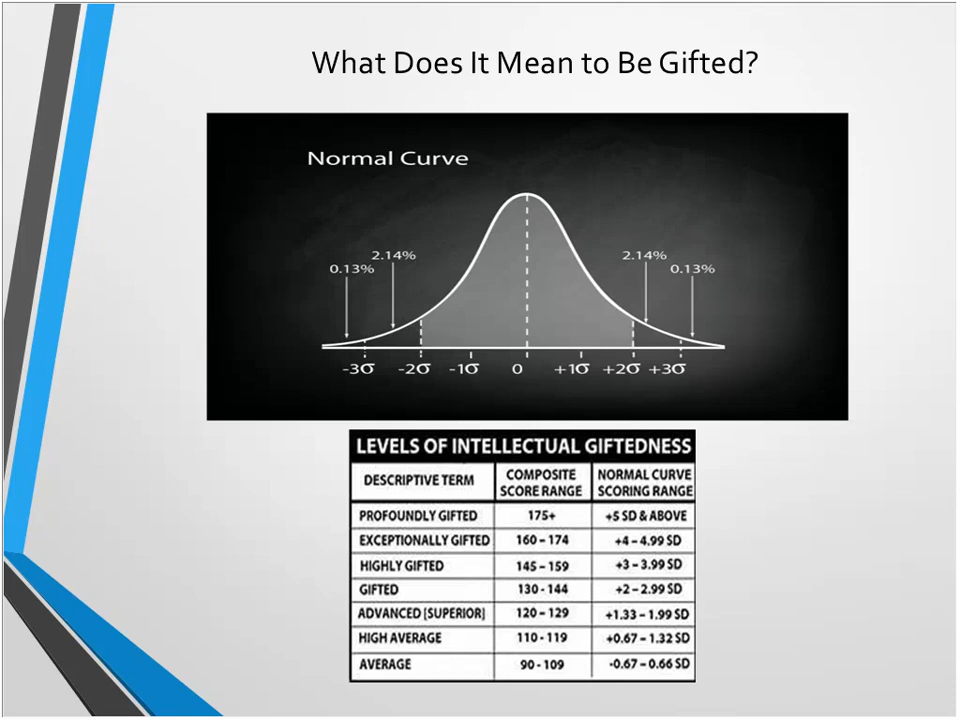 What Does It Mean to Be Gifted?
Normal Curve
2.14%
0.13%
2.14%
0.13%
-3σ -2σ -1σ 0 +1σ +2σ +3σ
LEVELS OF INTELLECTUAL GIFTEDNESS
DESCRIPTIVE TERM
COMPOSITE
SCORE RANGE
NORMAL CURVE
SCORING RANGE
PROFOUNDLY GIFTED 175+ +5 SD & ABOVE
EXCEPTIONALLY GIFTED 160 – 174 +4 – 4.99 SD
HIGHLY GIFTED 145 – 159 +3 – 3.99 SD
GIFTED 130 - 144 +2 – 2.99 SD
ADVANCED [SUPERIOR] 120 – 129 +1.33 – 1.99 SD
HIGH AVERAGE 110 - 119 +0.67 – 1.32 SD
AVERAGE 90 - 109 -0.67 – 0.66 SD